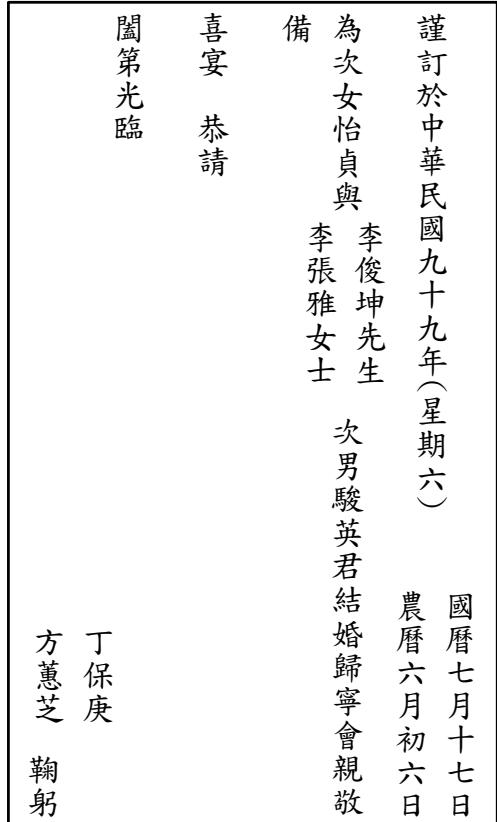 謹訂於中華民國九十九年(星期六)
國曆七月十七日
農曆六月初六日
為次女怡貞與
李俊坤先生
李張雅女士
次男駿英君結婚歸寧會親敬
備
喜宴 恭請
闔第光臨
丁保庚
方蕙芝 鞠躬